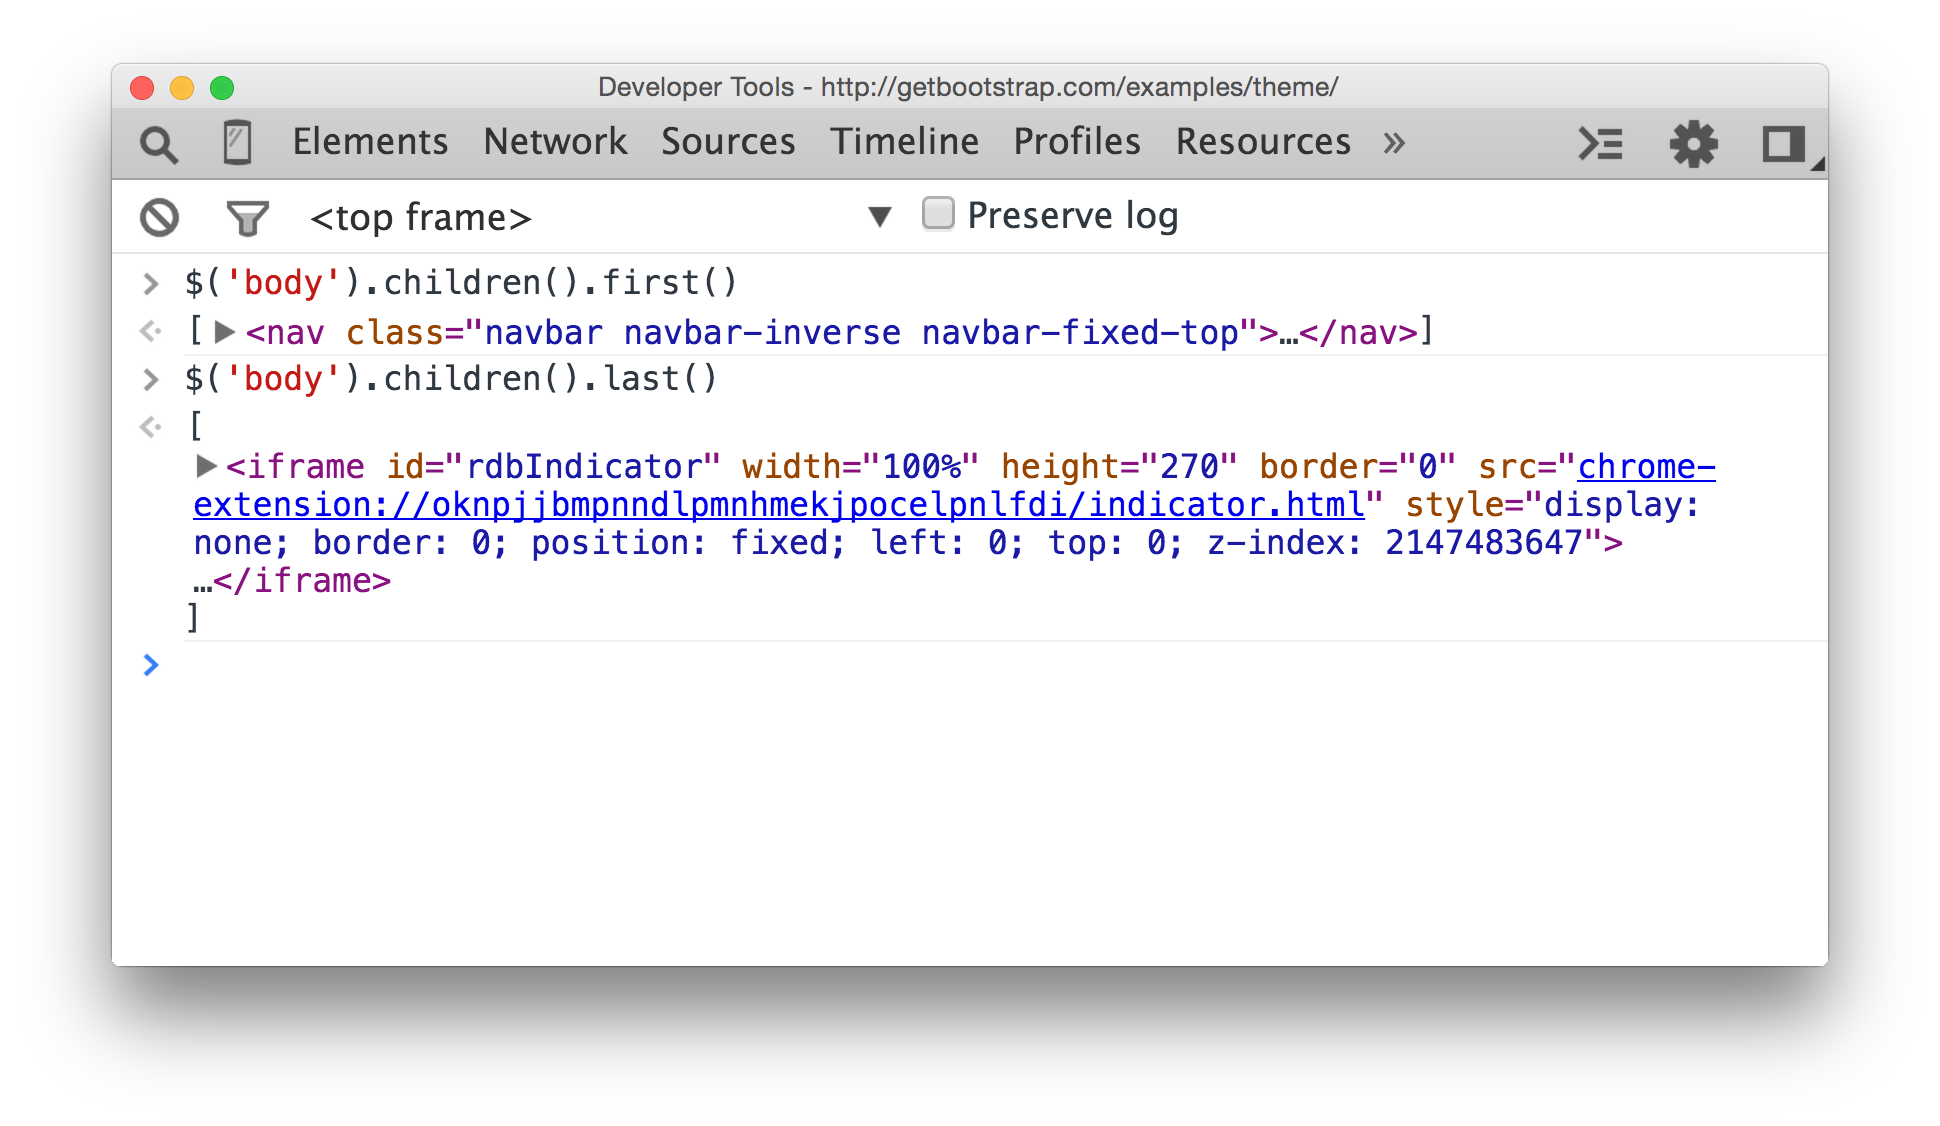 Developer Tools - http://getbootstrap.com/examples/theme/
Elements Network Sources Timeline Profiles Resources »
<top frame> ▼ Preserve log
> $('body').children().first()
[▶<nav class="navbar navbar-inverse navbar-fixed-top">…</nav>]
> $('body').children().last()
[
▶<iframe id="rdbIndicator" width="100%" height="270" border="0" src="chrome-
extension://oknpjjbmpnndlpmnhmekjpocelpnlfdi/indicator.html" style="display:
none; border: 0; position: fixed; left: 0; top: 0; z-index: 2147483647">
…</iframe>
]
>